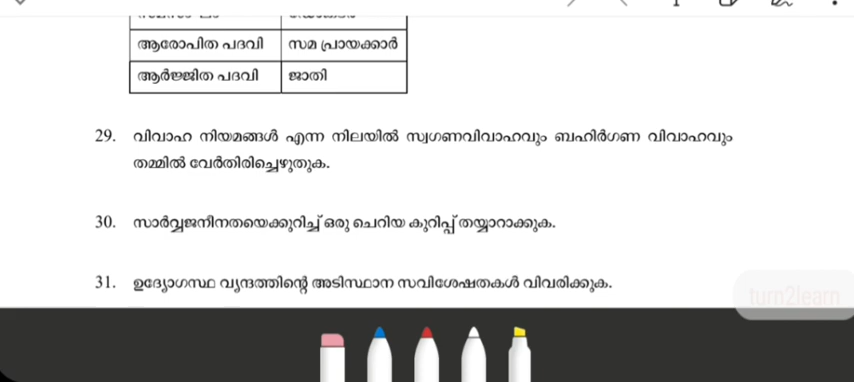 ആരോപിത പദവി സമ പ്രായക്കാർ
ആർജ്ജിത പദവി ജാതി
29. വിവാഹ നിയമങ്ങൾ എന്ന നിലയിൽ സ്വഗണവിവാഹവും ബഹിർഗണ വിവാഹവും
തമ്മിൽ വേർതിരിച്ചെഴുതുക.
30. സാർവ്വജനീനതയെക്കുറിച്ച് ഒരു ചെറിയ കുറിപ്പ് തയ്യാറാക്കുക.
31. ഉദ്യോഗസ്ഥ വൃന്ദത്തിന്റെ അടിസ്ഥാന സവിശേഷതകൾ വിവരിക്കുക.
turn2learn